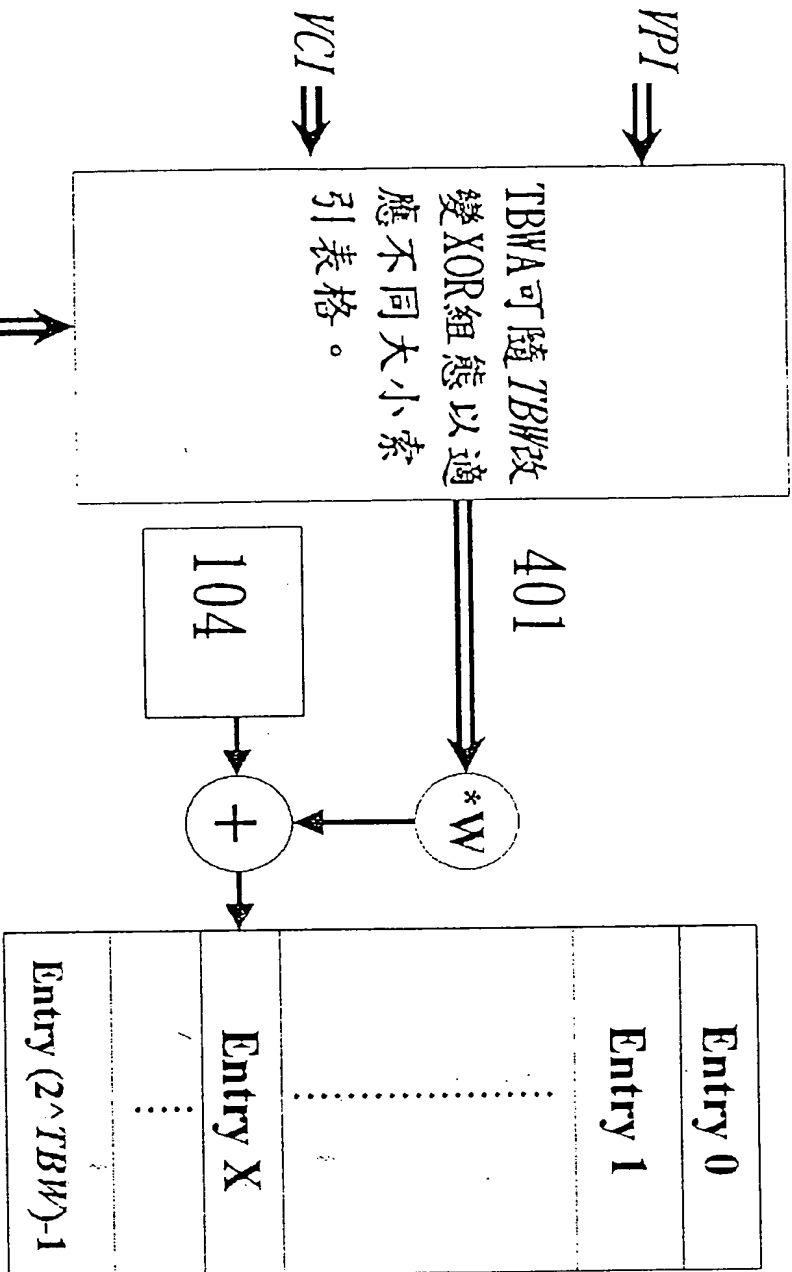 VPI
VCI
TBWA可隨TBW改
變XOR組態以適
應不同大小索
引表格。
401
104
*W
+
Entry 0
Entry 1
..................
Entry X
......
Entry (2^TBW)-1